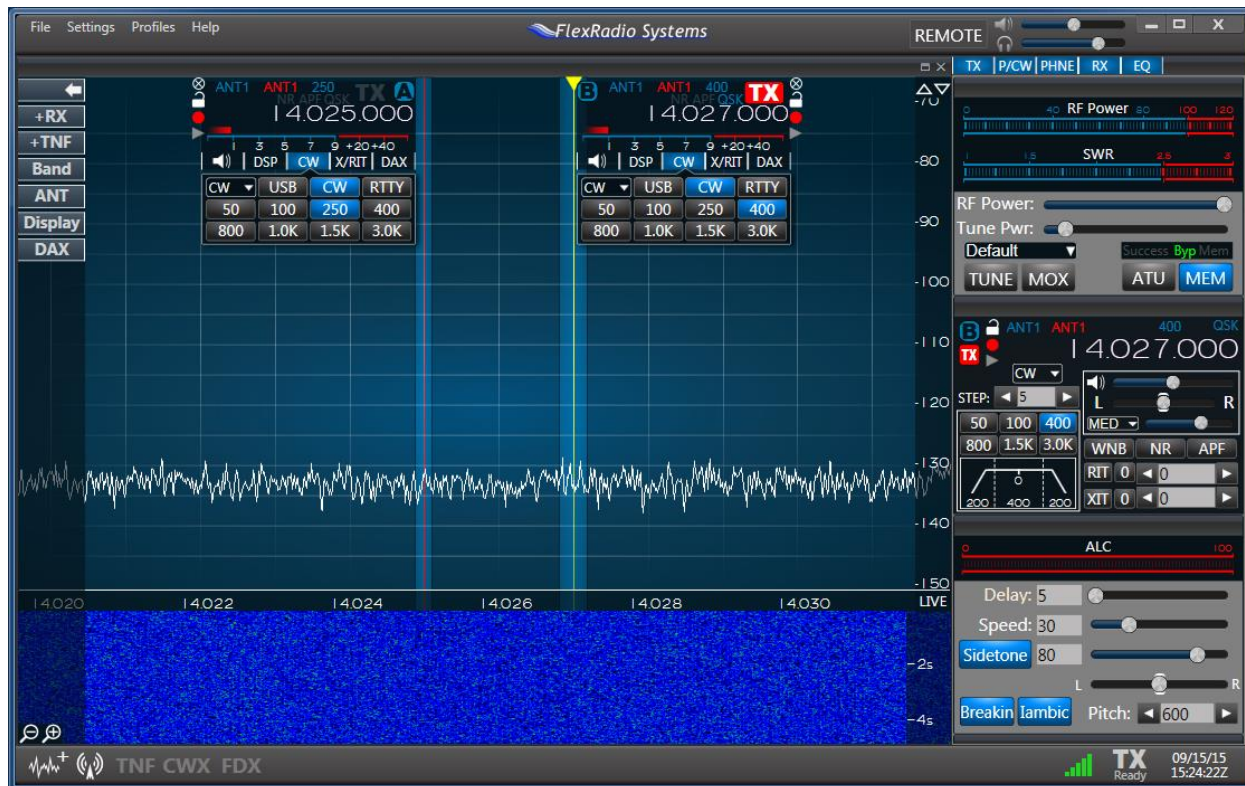 File Settings Profiles Help
FlexRadio Systems
REMOTE
X
TX P/CW PHNE RX EQ
+RX
+TNF
Band
ANT
Display
DAX
ANT1 ANT1 250
NR APF QSK TX A
14.025.000
1 3 5 7 9 +20 +40
DSP CW X/RIT DAX
CW USB CW RTTY
50 100 250 400
800 1.0K 1.5K 3.0K
B ANT1 ANT1 400
NR APF QSK TX
14.027.000
1 3 5 7 9 +20 +40
DSP CW X/RIT DAX
CW USB CW RTTY
50 100 250 400
800 1.0K 1.5K 3.0K
-70
-80
-90
-100
-110
-120
-130
-140
-150
14.020 14.022 14.024 14.026 14.028 14.030 LIVE
-2s
-4s
0 40 RF Power 80 100 120
1 1.5 SWR 2.5 3
RF Power:
Tune Pwr:
Default Success Byp Mem
TUNE MOX ATU MEM
B ANT1 ANT1 400 QSK
TX 14.027.000
CW
STEP: 5 L R
50 100 400 MED
800 1.5K 3.0K WNB NR APF
RIT 0 0
200 400 200 XIT 0 0
0 ALC 100
Delay: 5
Speed: 30
Sidetone 80
L R
Breakin Iambic Pitch: 600
TNF CWX FDX
TX
Ready
09/15/15
15:24:22Z